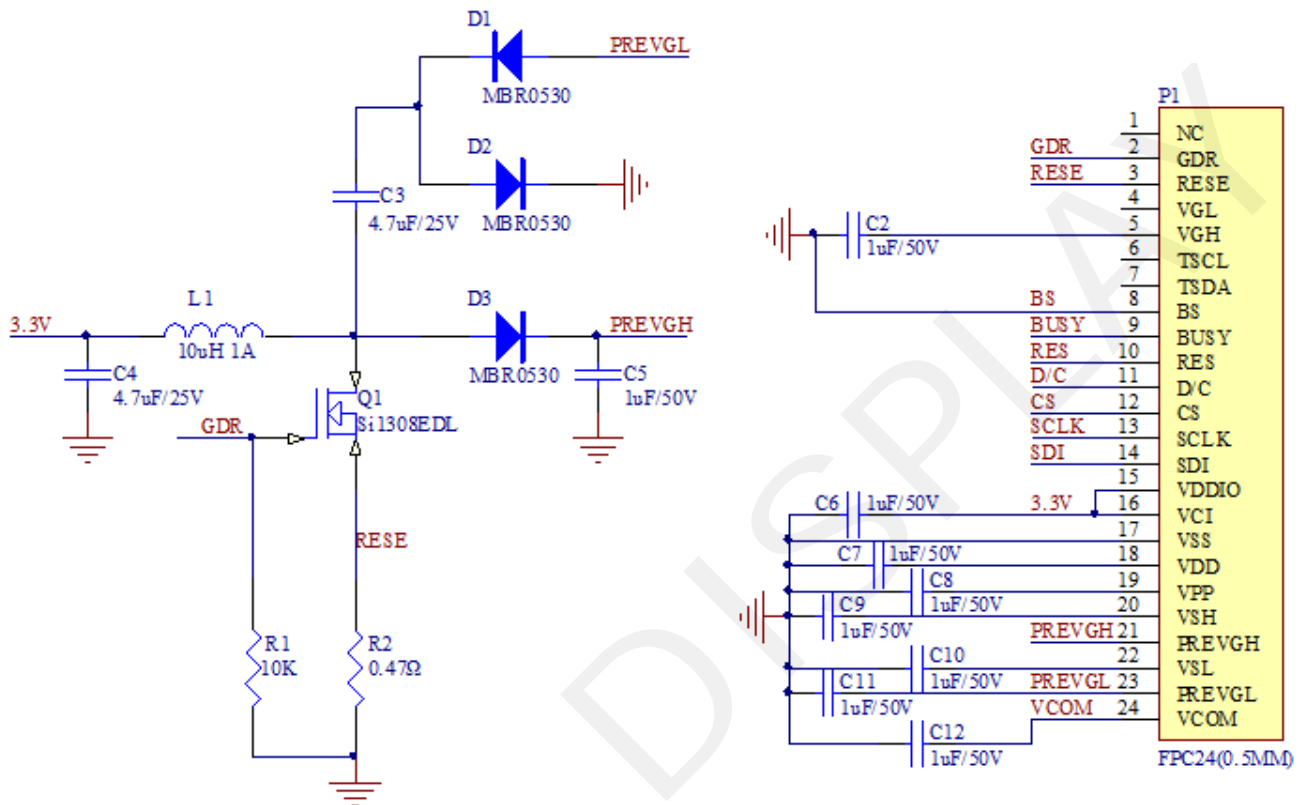 D1
PREVGL
MBR0530
D2
MBR0530
C3
4.7uF/25V
3.3V
L1
10uH 1A
D3
PREVGH
MBR0530
C4
4.7uF/25V
C5
1uF/50V
Q1
Si1308EDL
GDR
RESE
R1
10K
R2
0.47Ω
P1
1 NC
GDR 2 GDR
RESE 3 RESE
4 VGL
C2
1uF/50V
5 VGH
6 TSCL
7 TSDA
BS 8 BS
BUSY 9 BUSY
RES 10 RES
D/C 11 D/C
CS 12 CS
SCLK 13 SCLK
SDI 14 SDI
15 VDDIO
C6 1uF/50V 3.3V 16 VCI
17 VSS
C7 1uF/50V 18 VDD
C8
1uF/50V
19 VPP
C9
1uF/50V
20 VSH
PREVGH 21 PREVGH
C10
1uF/50V
22 VSL
C11
1uF/50V
PREVGL 23 PREVGL
VCOM 24 VCOM
C12
1uF/50V
FPC24(0.5MM)
DISPLAY